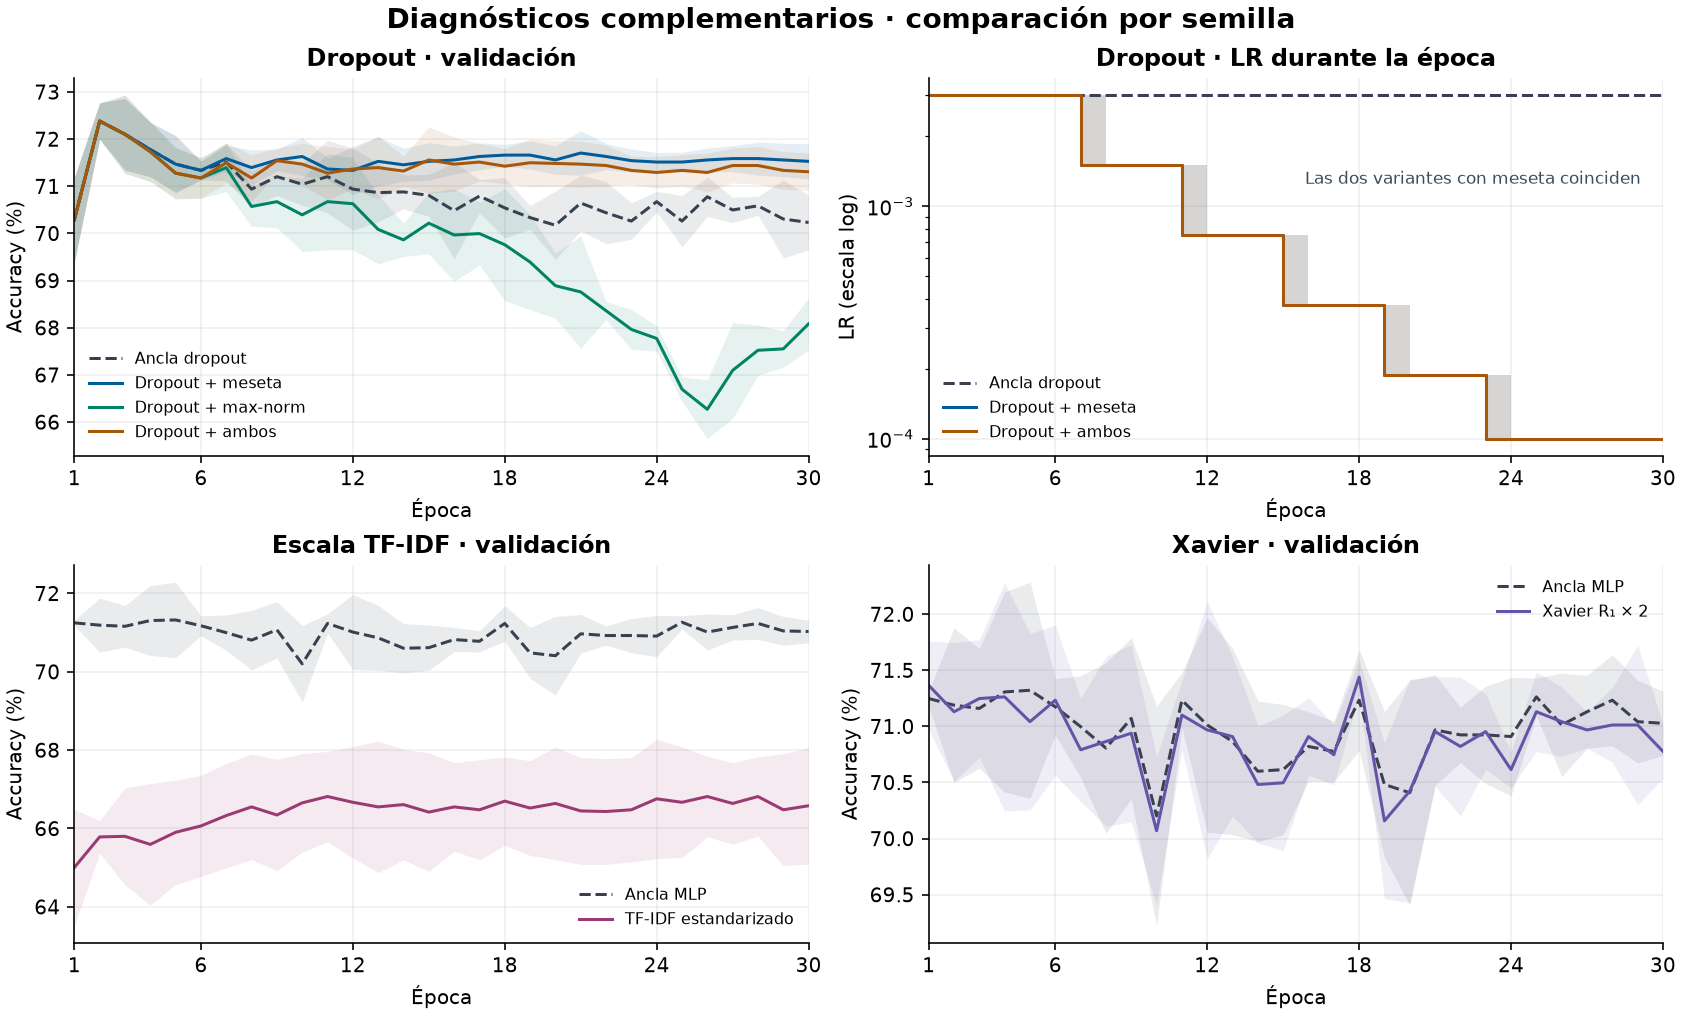 Diagnósticos complementarios · comparación por semilla
Dropout · validación
Accuracy (%)
73
72
71
70
69
68
67
66
Ancla dropout
Dropout + meseta
Dropout + max-norm
Dropout + ambos
1
6
12
18
24
30
Época
Dropout · LR durante la época
LR (escala log)
10⁻³
10⁻⁴
Las dos variantes con meseta coinciden
Ancla dropout
Dropout + meseta
Dropout + ambos
1
6
12
18
24
30
Época
Escala TF-IDF · validación
Accuracy (%)
72
70
68
66
64
Ancla MLP
TF-IDF estandarizado
1
6
12
18
24
30
Época
Xavier · validación
Accuracy (%)
72.0
71.5
71.0
70.5
70.0
69.5
Ancla MLP
Xavier R₁ × 2
1
6
12
18
24
30
Época